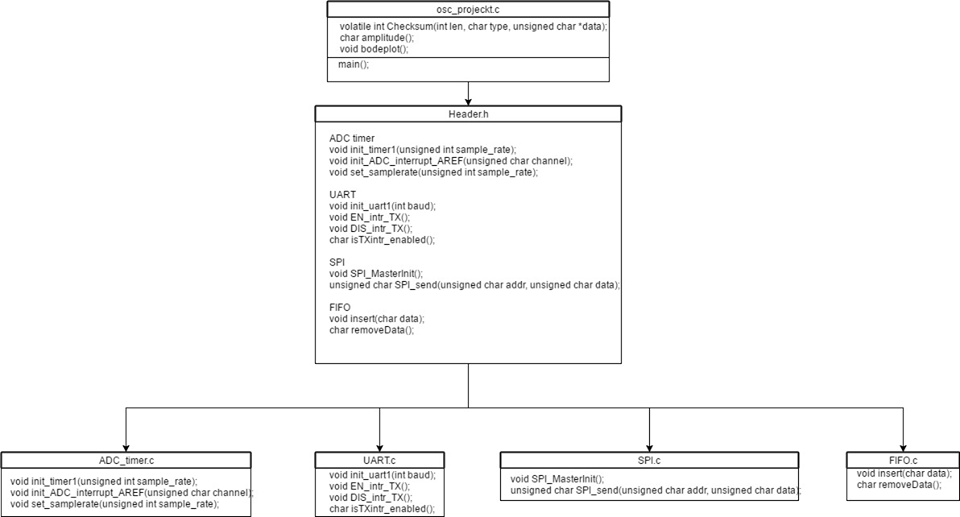 osc_projeckt.c
volatile int Checksum(int len, char type, unsigned char *data);
char amplitude();
void bodeplot();
main();
Header.h
ADC timer
void init_timer1(unsigned int sample_rate);
void init_ADC_interrupt_AREF(unsigned char channel);
void set_samplerate(unsigned int sample_rate);
UART
void init_uart1(int baud);
void EN_intr_TX();
void DIS_intr_TX();
char isTXintr_enabled();
SPI
void SPI_MasterInit();
unsigned char SPI_send(unsigned char addr, unsigned char data);
FIFO
void insert(char data);
char removeData();
ADC_timer.c
void init_timer1(unsigned int sample_rate);
void init_ADC_interrupt_AREF(unsigned char channel);
void set_samplerate(unsigned int sample_rate);
UART.c
void init_uart1(int baud);
void EN_intr_TX();
void DIS_intr_TX();
char isTXintr_enabled();
SPI.c
void SPI_MasterInit();
unsigned char SPI_send(unsigned char addr, unsigned char data);
FIFO.c
void insert(char data);
char removeData();